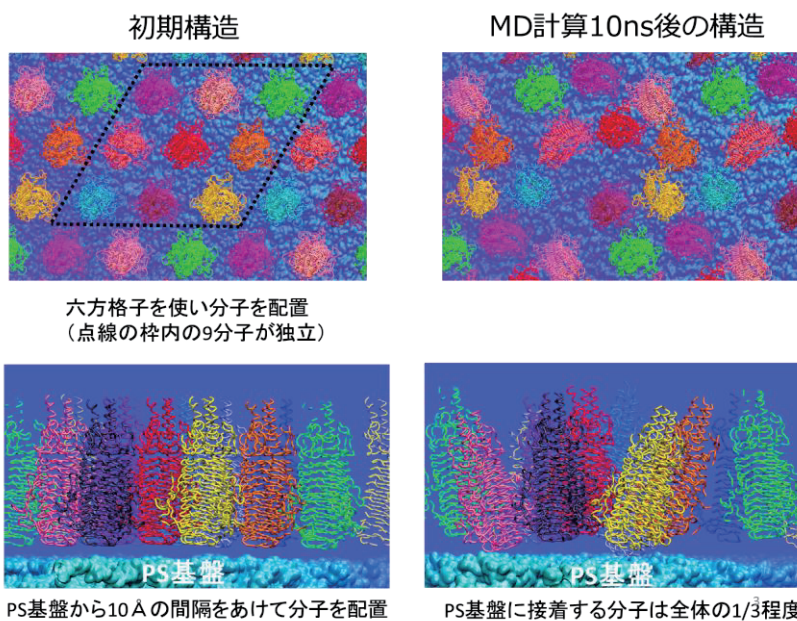 初期構造
MD計算10ns後の構造
六方格子を使い分子を配置
（点線の枠内の9分子が独立）
PS基盤
PS基盤
PS基盤から10Åの間隔をあけて分子を配置
PS基盤に接着する分子は全体の1/3程度
3